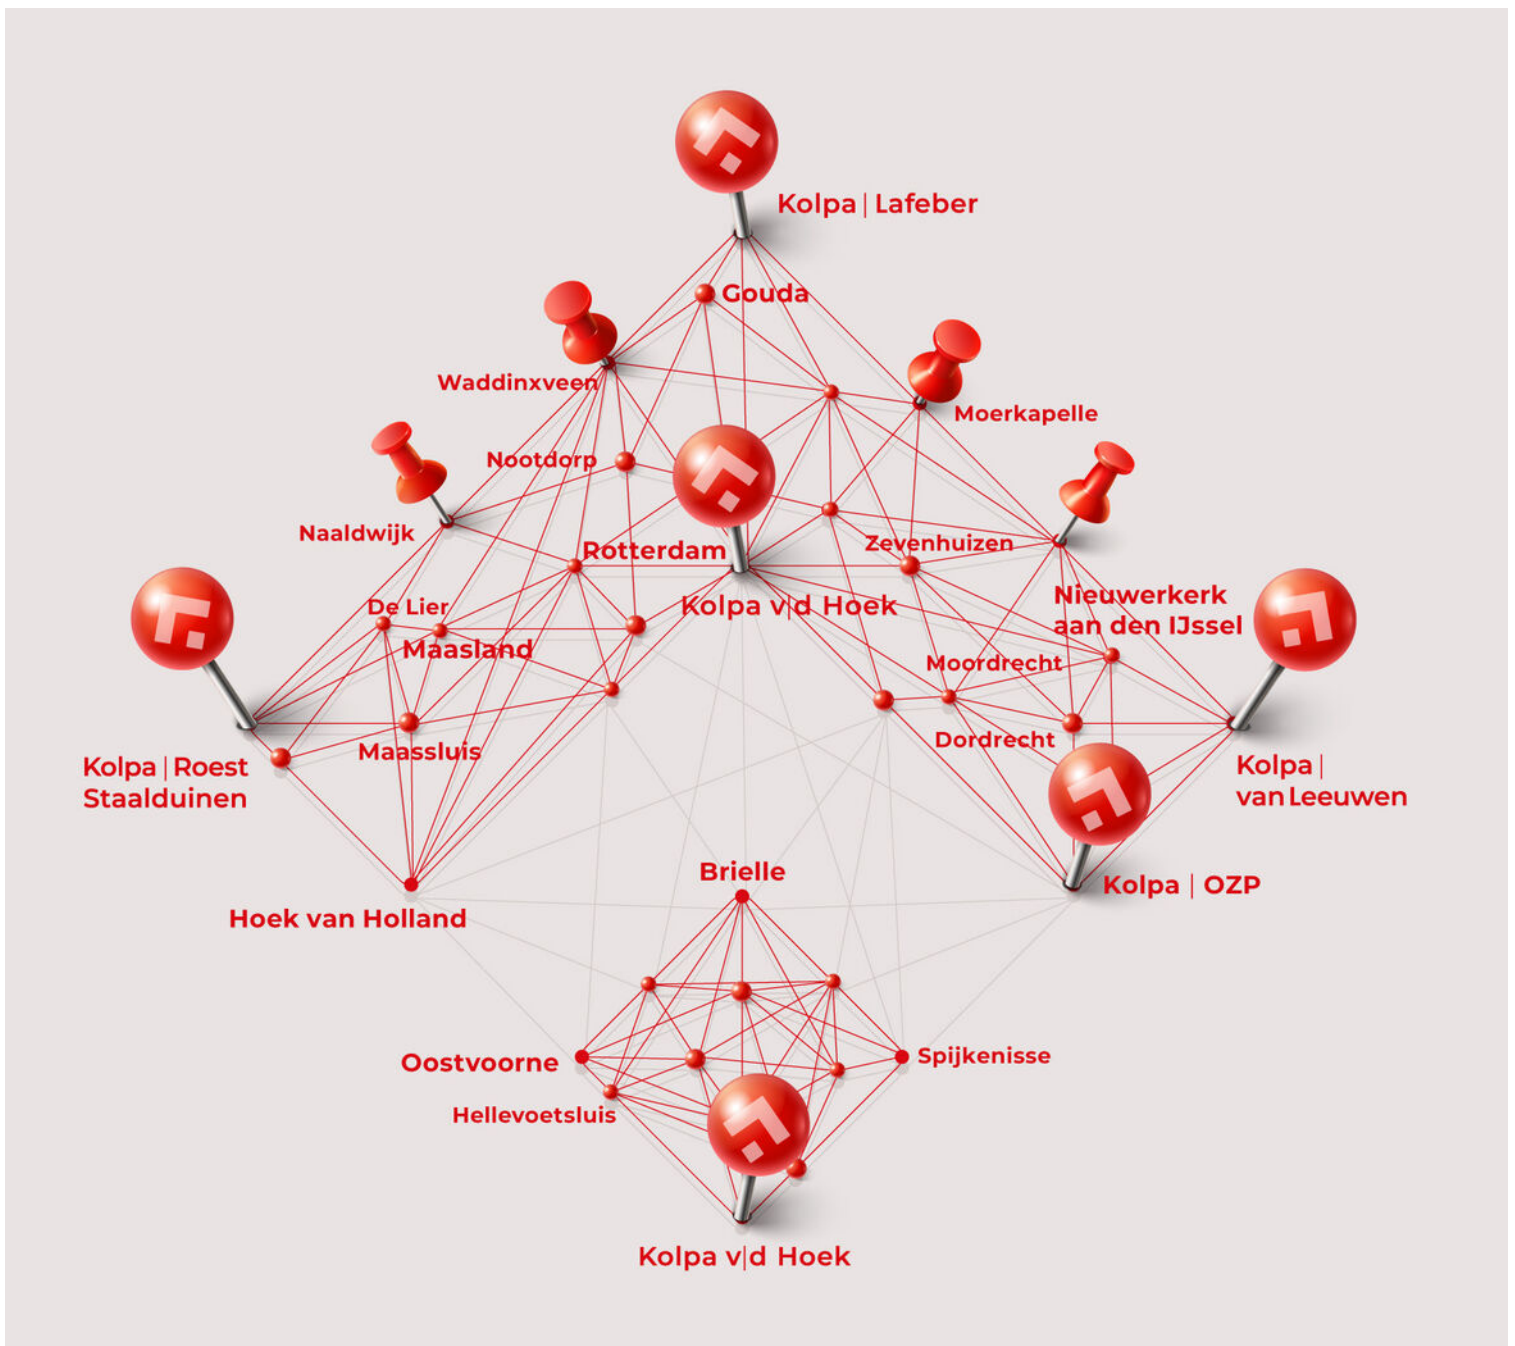 Kolpa | Lafeber
Gouda
Waddinxveen
Moerkapelle
Nootdorp
Naaldwijk
Rotterdam
Zevenhuizen
Kolpa v|d Hoek
Nieuwerkerk
aan den IJssel
De Lier
Maasland
Moordrecht
Maassluis
Dordrecht
Kolpa | Roest
Staalduinen
Kolpa |
van Leeuwen
Brielle
Kolpa | OZP
Hoek van Holland
Oostvoorne
Spijkenisse
Hellevoetsluis
Kolpa v|d Hoek